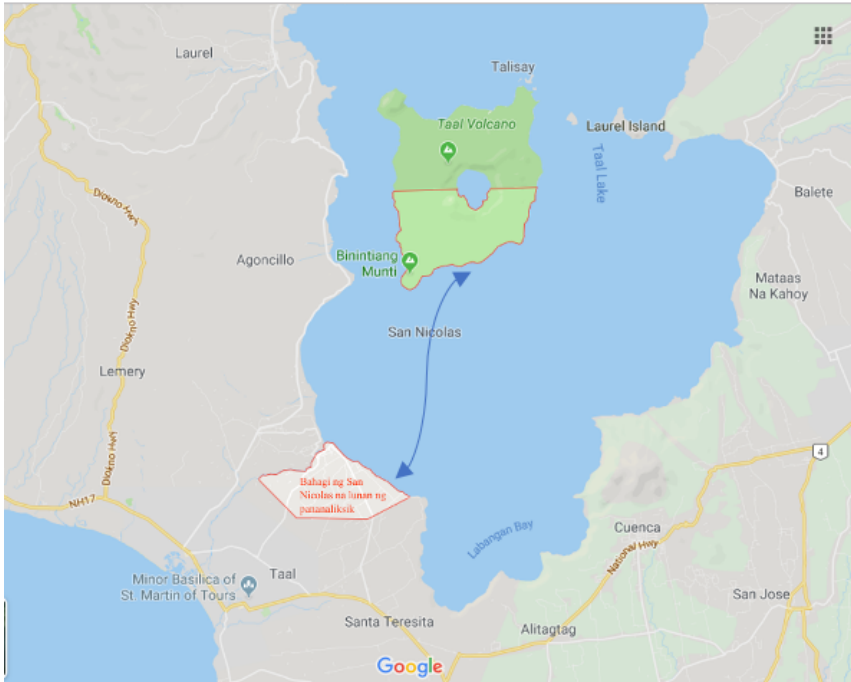 Laurel
Talisay
Taal Volcano
Laurel Island
Taal Lake
Balete
Diokno Hwy
Agoncillo
Binintiang
Munti
Mataas
Na Kahoy
Diokno Hwy
San Nicolas
Lemery
Diokno Hwy
4
Bahagi ng San
Nicolas na lunan ng
pananaliksik
NH17
Labangan Bay
Cuenca
National Hwy
Minor Basilica of
St. Martin of Tours
Taal
San Jose
Santa Teresita
Alitagtag
Google